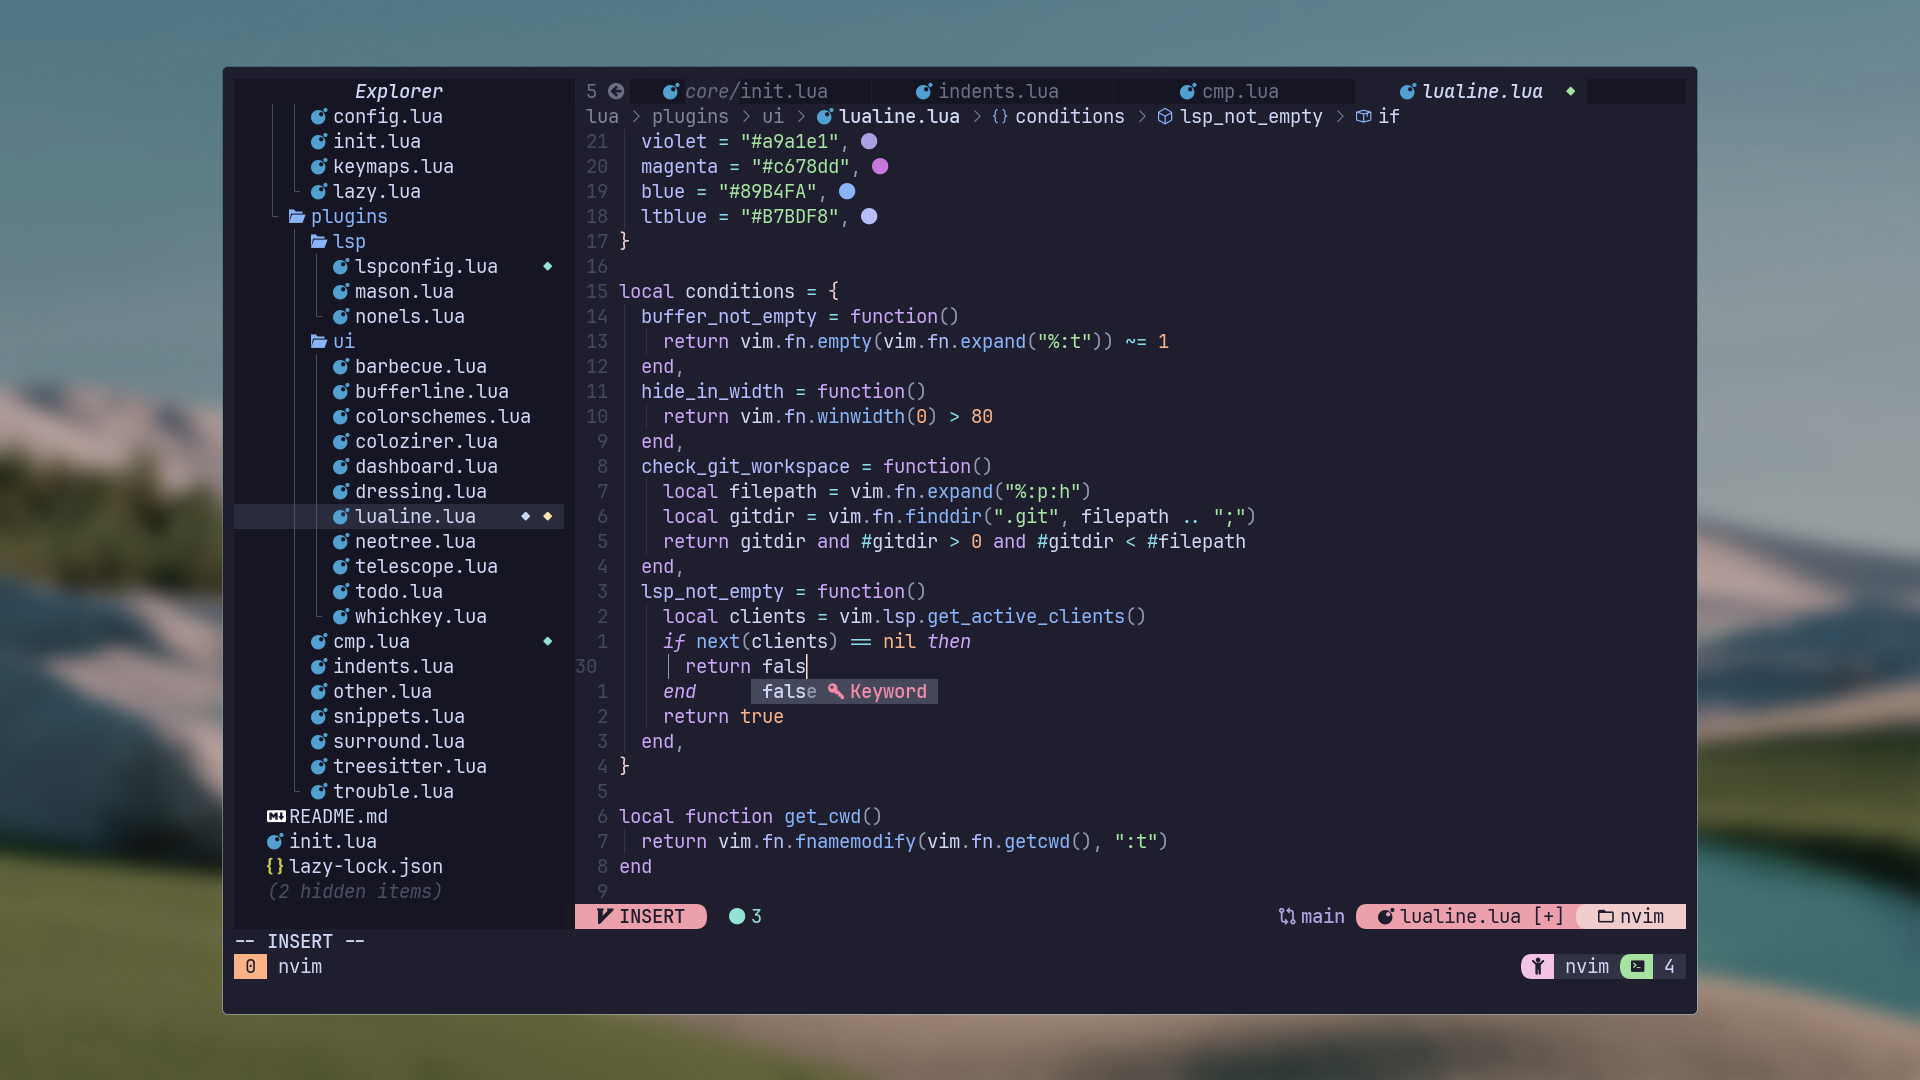 Explorer
config.lua
init.lua
keymaps.lua
lazy.lua
plugins
lsp
lspconfig.lua
mason.lua
nonels.lua
ui
barbecue.lua
bufferline.lua
colorschemes.lua
colozirer.lua
dashboard.lua
dressing.lua
lualine.lua
neotree.lua
telescope.lua
todo.lua
whichkey.lua
cmp.lua
indents.lua
other.lua
snippets.lua
surround.lua
treesitter.lua
trouble.lua
README.md
init.lua
{} lazy-lock.json
(2 hidden items)
5 core/init.lua indents.lua cmp.lua lualine.lua
lua > plugins > ui > lualine.lua > {} conditions > lsp_not_empty > if
21 violet = "#a9a1e1",
20 magenta = "#c678dd",
19 blue = "#89B4FA",
18 ltblue = "#B7BDF8",
17 }
16
15 local conditions = {
14 buffer_not_empty = function()
13 return vim.fn.empty(vim.fn.expand("%:t")) ~= 1
12 end,
11 hide_in_width = function()
10 return vim.fn.winwidth(0) > 80
9 end,
8 check_git_workspace = function()
7 local filepath = vim.fn.expand("%:p:h")
6 local gitdir = vim.fn.finddir(".git", filepath .. ";")
5 return gitdir and #gitdir > 0 and #gitdir < #filepath
4 end,
3 lsp_not_empty = function()
2 local clients = vim.lsp.get_active_clients()
1 if next(clients) == nil then
30 return fals
1 end
false Keyword
2 return true
3 end,
4 }
5
6 local function get_cwd()
7 return vim.fn.fnamemodify(vim.fn.getcwd(), ":t")
8 end
9
INSERT 3 main lualine.lua [+] nvim
-- INSERT --
0 nvim nvim 4